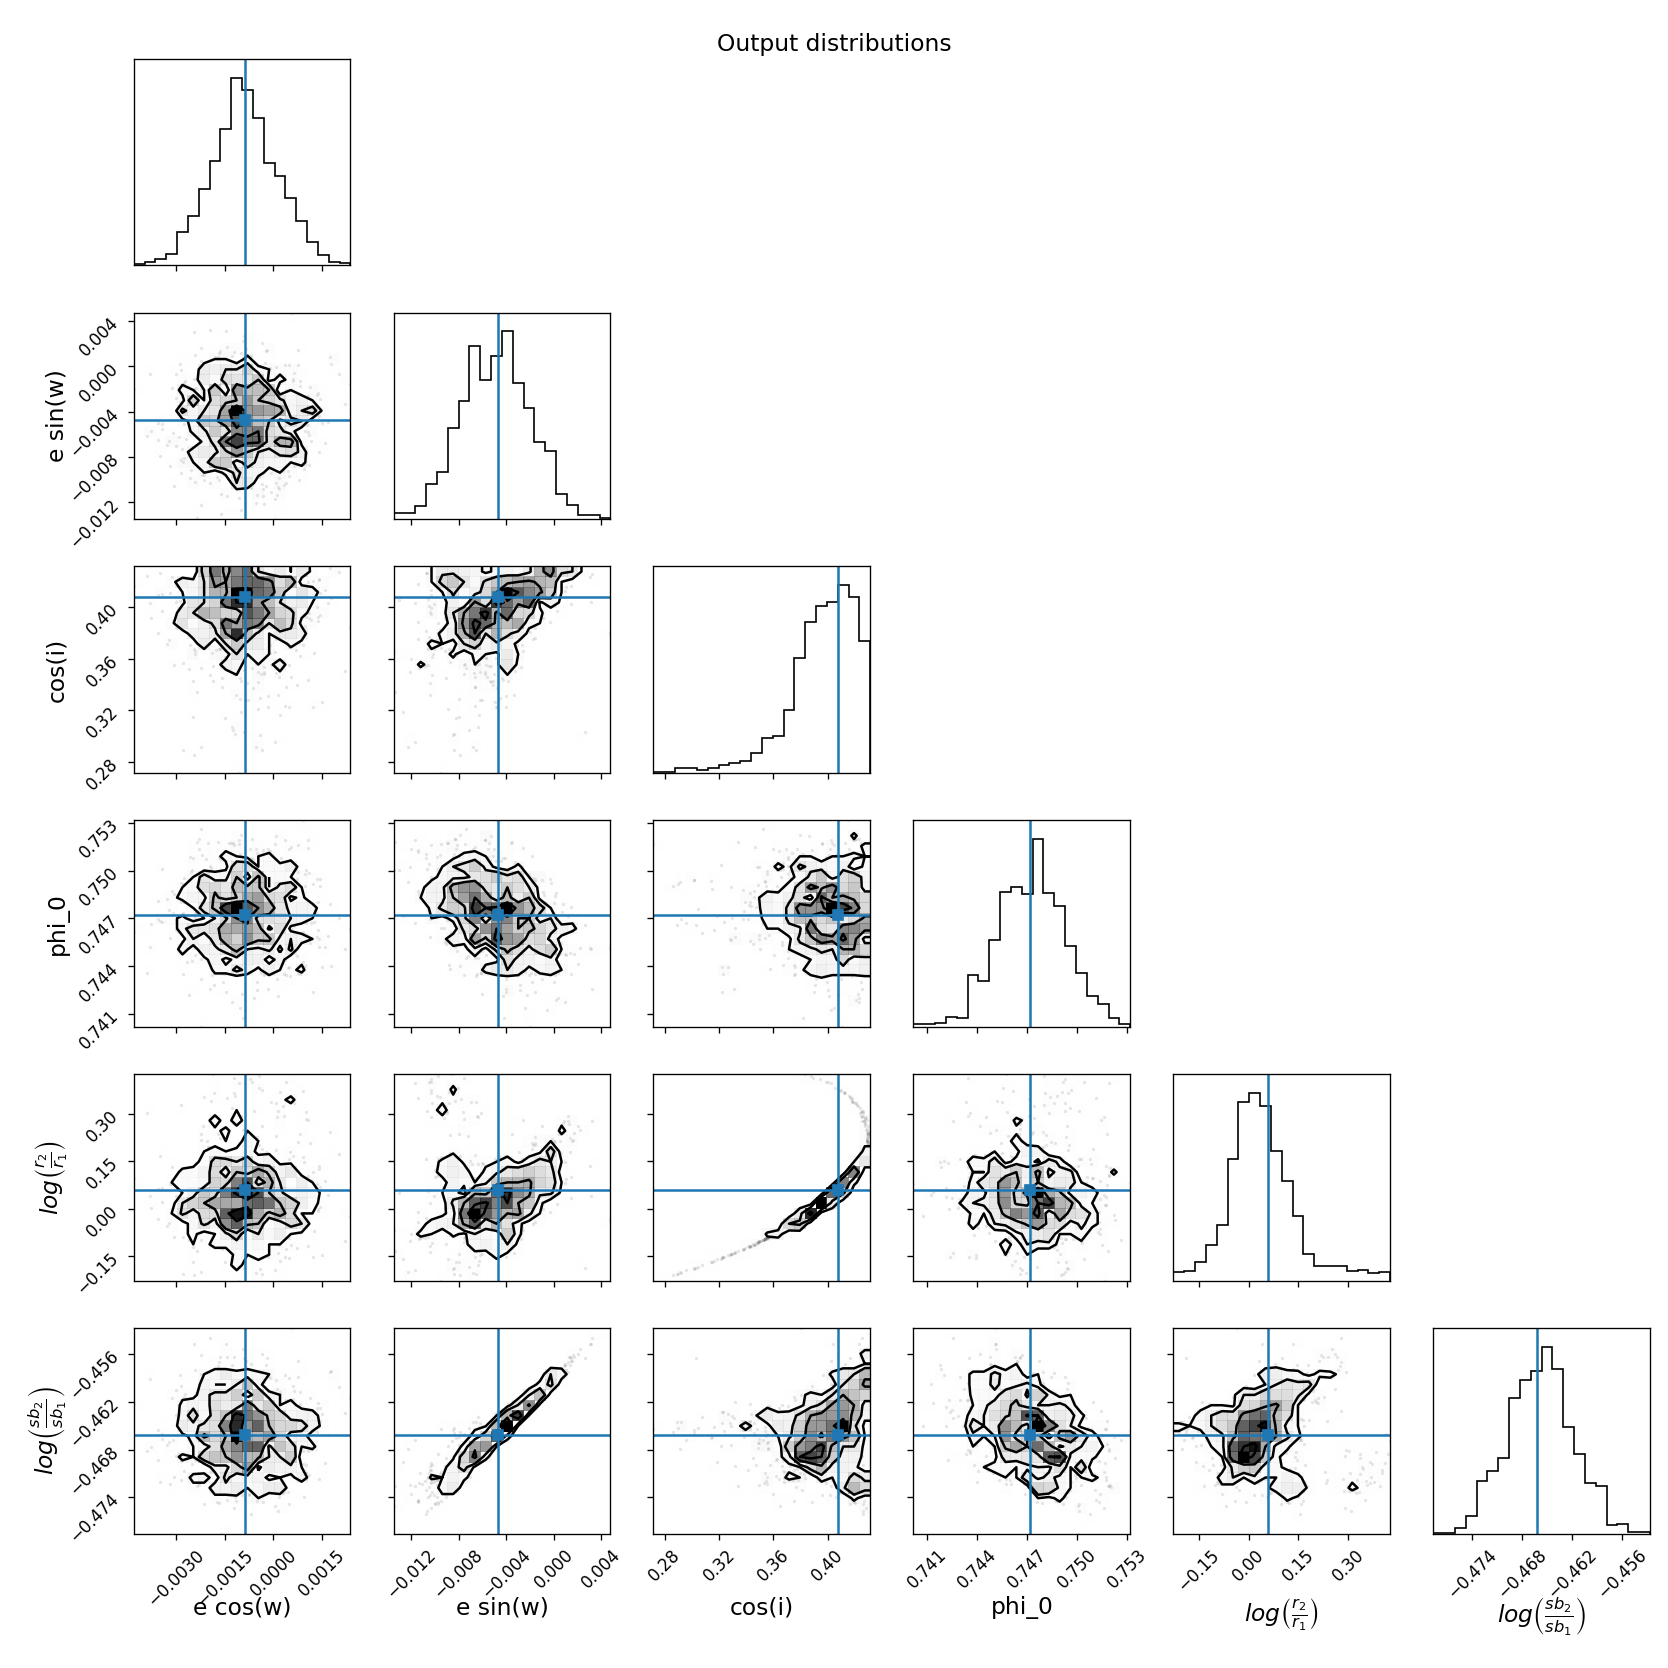 Output distributions
e sin(w)
0.004
0.000
−0.004
−0.008
−0.012
cos(i)
0.40
0.36
0.32
0.28
phi_0
0.753
0.750
0.747
0.744
0.741
log(r₂/r₁)
0.30
0.15
0.00
−0.15
log(sb₂/sb₁)
−0.456
−0.462
−0.468
−0.474
−0.0030 −0.0015 0.0000 0.0015
−0.012 −0.008 −0.004 0.000 0.004
0.28 0.32 0.36 0.40
0.741 0.744 0.747 0.750 0.753
−0.15 0.00 0.15 0.30
−0.474 −0.468 −0.462 −0.456
e cos(w) e sin(w) cos(i) phi_0 log(r₂/r₁) log(sb₂/sb₁)